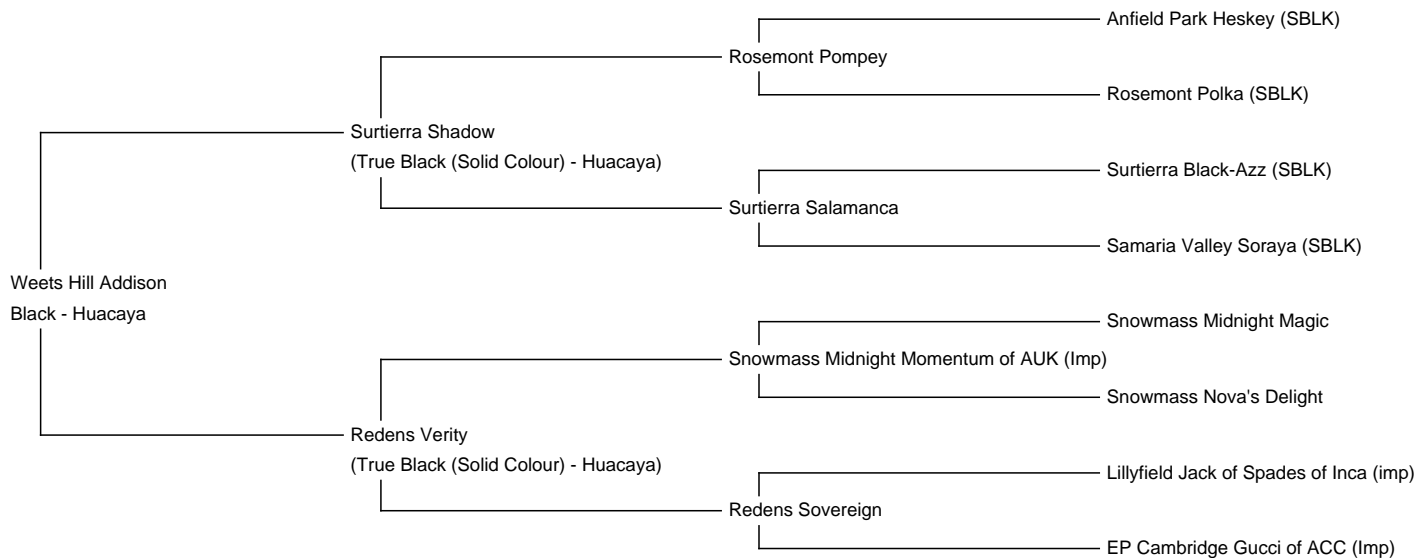 Anfield Park Heskey (SBLK)
Rosemont Pompey
Rosemont Polka (SBLK)
Surtierra Shadow
(True Black (Solid Colour) - Huacaya)
Surtierra Black-Azz (SBLK)
Surtierra Salamanca
Samaria Valley Soraya (SBLK)
Weets Hill Addison
Black - Huacaya
Snowmass Midnight Magic
Snowmass Midnight Momentum of AUK (Imp)
Snowmass Nova's Delight
Redens Verity
(True Black (Solid Colour) - Huacaya)
Lillyfield Jack of Spades of Inca (imp)
Redens Sovereign
EP Cambridge Gucci of ACC (Imp)